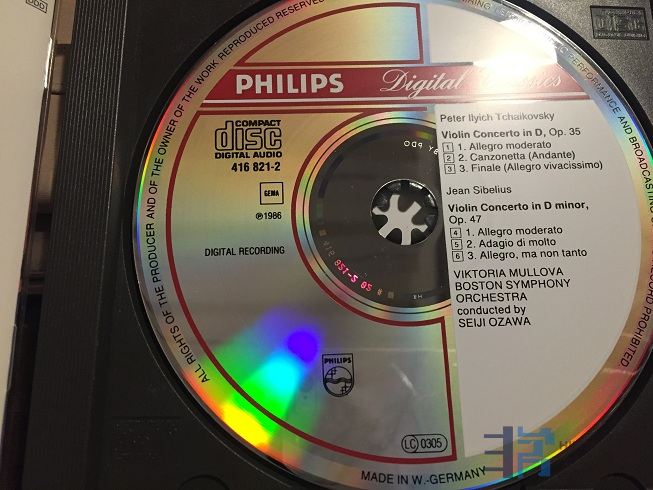 ALL RIGHTS OF THE PRODUCER AND OF THE OWNER OF THE WORK REPRODUCED RESERVED
PERFORMANCE AND BROADCASTING
RECORD PROHIBITED
PHILIPS
Digital Classics
COMPACT
disc
DIGITAL AUDIO
416 821-2
GEMA
℗ 1986
DIGITAL RECORDING
Peter Ilyich Tchaikovsky
Violin Concerto in D, Op. 35
1 1. Allegro moderato
2 2. Canzonetta (Andante)
3 3. Finale (Allegro vivacissimo)
Jean Sibelius
Violin Concerto in D minor,
Op. 47
4 1. Allegro moderato
5 2. Adagio di molto
6 3. Allegro, ma non tanto
VIKTORIA MULLOVA
BOSTON SYMPHONY
ORCHESTRA
conducted by
SEIJI OZAWA
PHILIPS
LC 0305
MADE IN W.-GERMANY
DDD